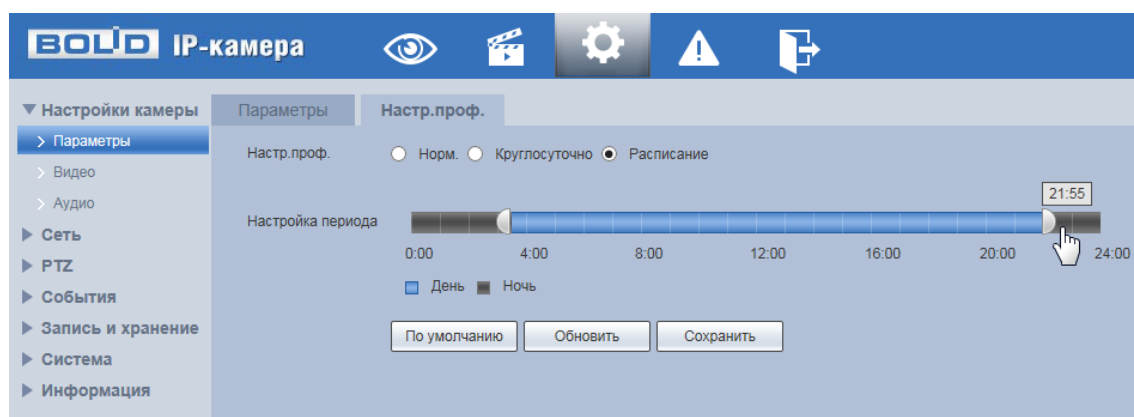 BOLID IP-камера
Настройки камеры
Параметры
Видео
Аудио
Сеть
PTZ
События
Запись и хранение
Система
Информация
Параметры Настр.проф.
Настр.проф. Норм. Круглосуточно Расписание
21:55
Настройка периода
0:00 4:00 8:00 12:00 16:00 20:00 24:00
День Ночь
По умолчанию Обновить Сохранить